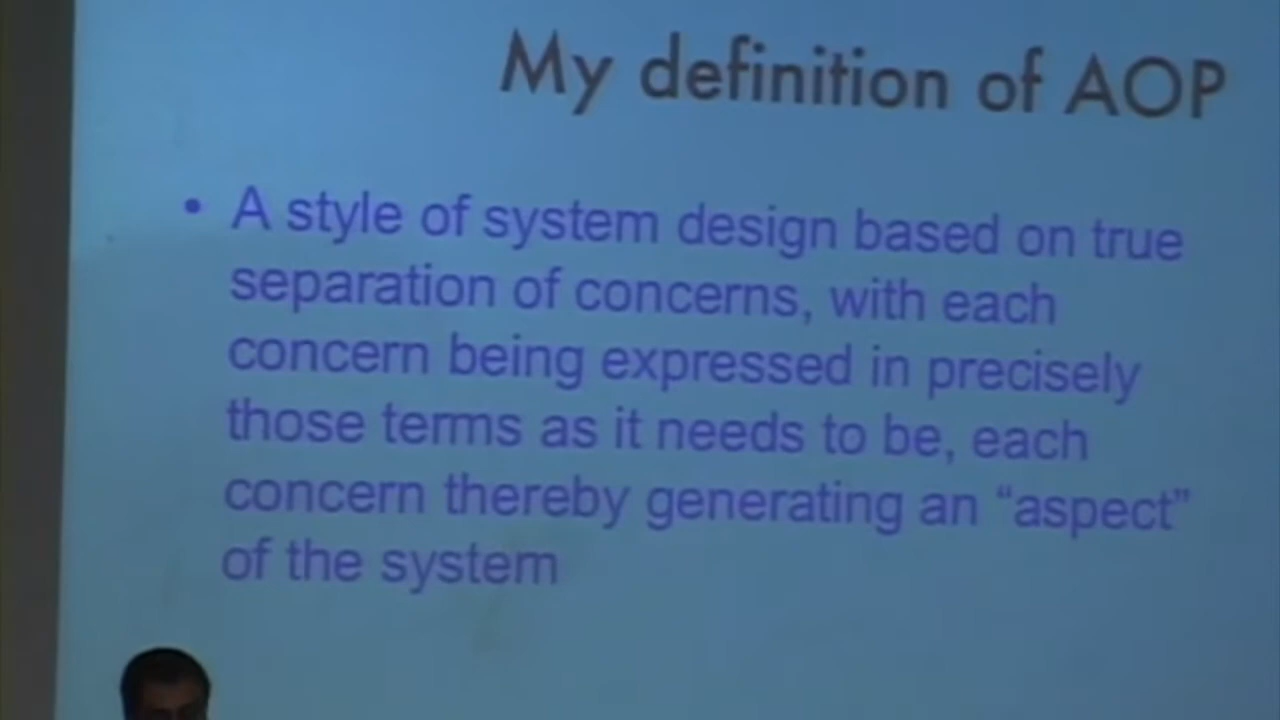 My definition of AOP
• A style of system design based on true
separation of concerns, with each
concern being expressed in precisely
those terms as it needs to be, each
concern thereby generating an “aspect”
of the system